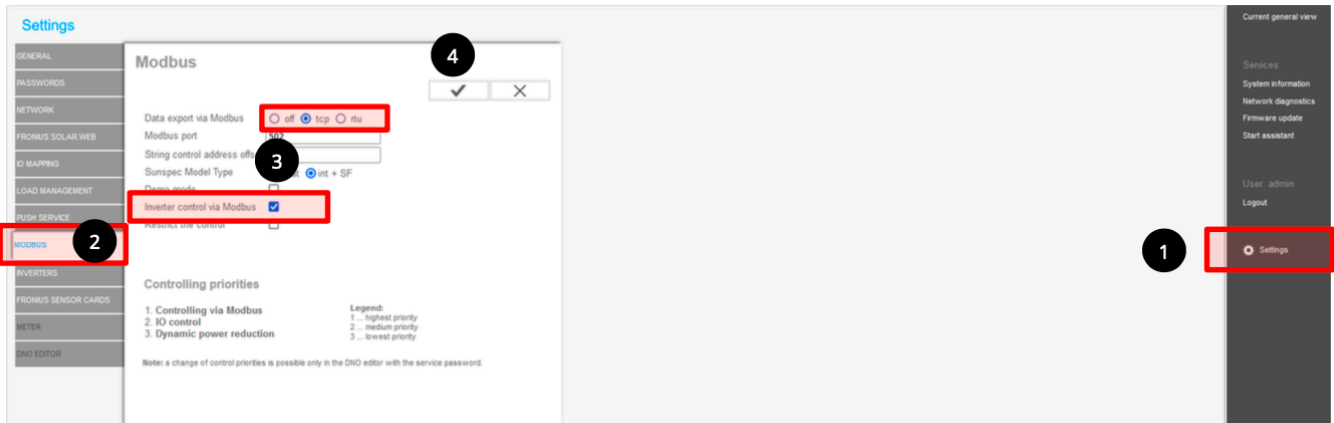 Settings
GENERAL
PASSWORDS
NETWORK
FRONIUS SOLAR.WEB
IO MAPPING
LOAD MANAGEMENT
PUSH SERVICE
MODBUS
2
INVERTERS
FRONIUS SENSOR CARDS
METER
DNO EDITOR
Modbus
4
Data export via Modbus off tcp rtu
Modbus port 502
String control address offs
3
Sunspec Model Type int + SF
Demo mode
Inverter control via Modbus
Restrict the control
Controlling priorities
1. Controlling via Modbus
2. IO control
3. Dynamic power reduction
Legend:
1 ... highest priority
2 ... medium priority
3 ... lowest priority
Note: a change of control priorities is possible only in the DNO editor with the service password.
Current general view
Services
System information
Network diagnostics
Firmware update
Start assistant
User: admin
Logout
1
Settings